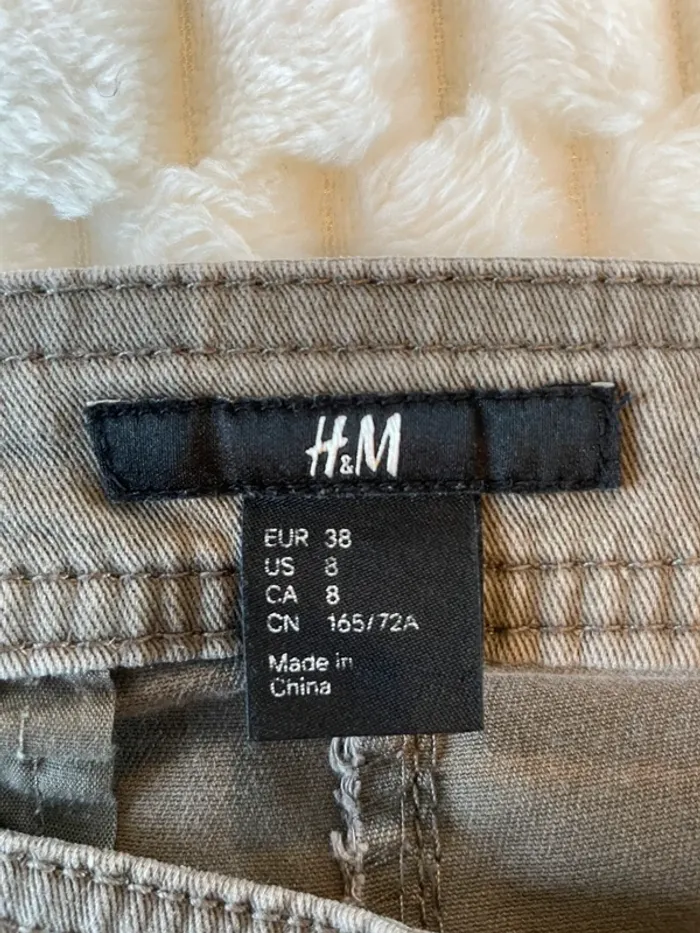 H&M
EUR 38
US 8
CA 8
CN 165/72A
Made in
China